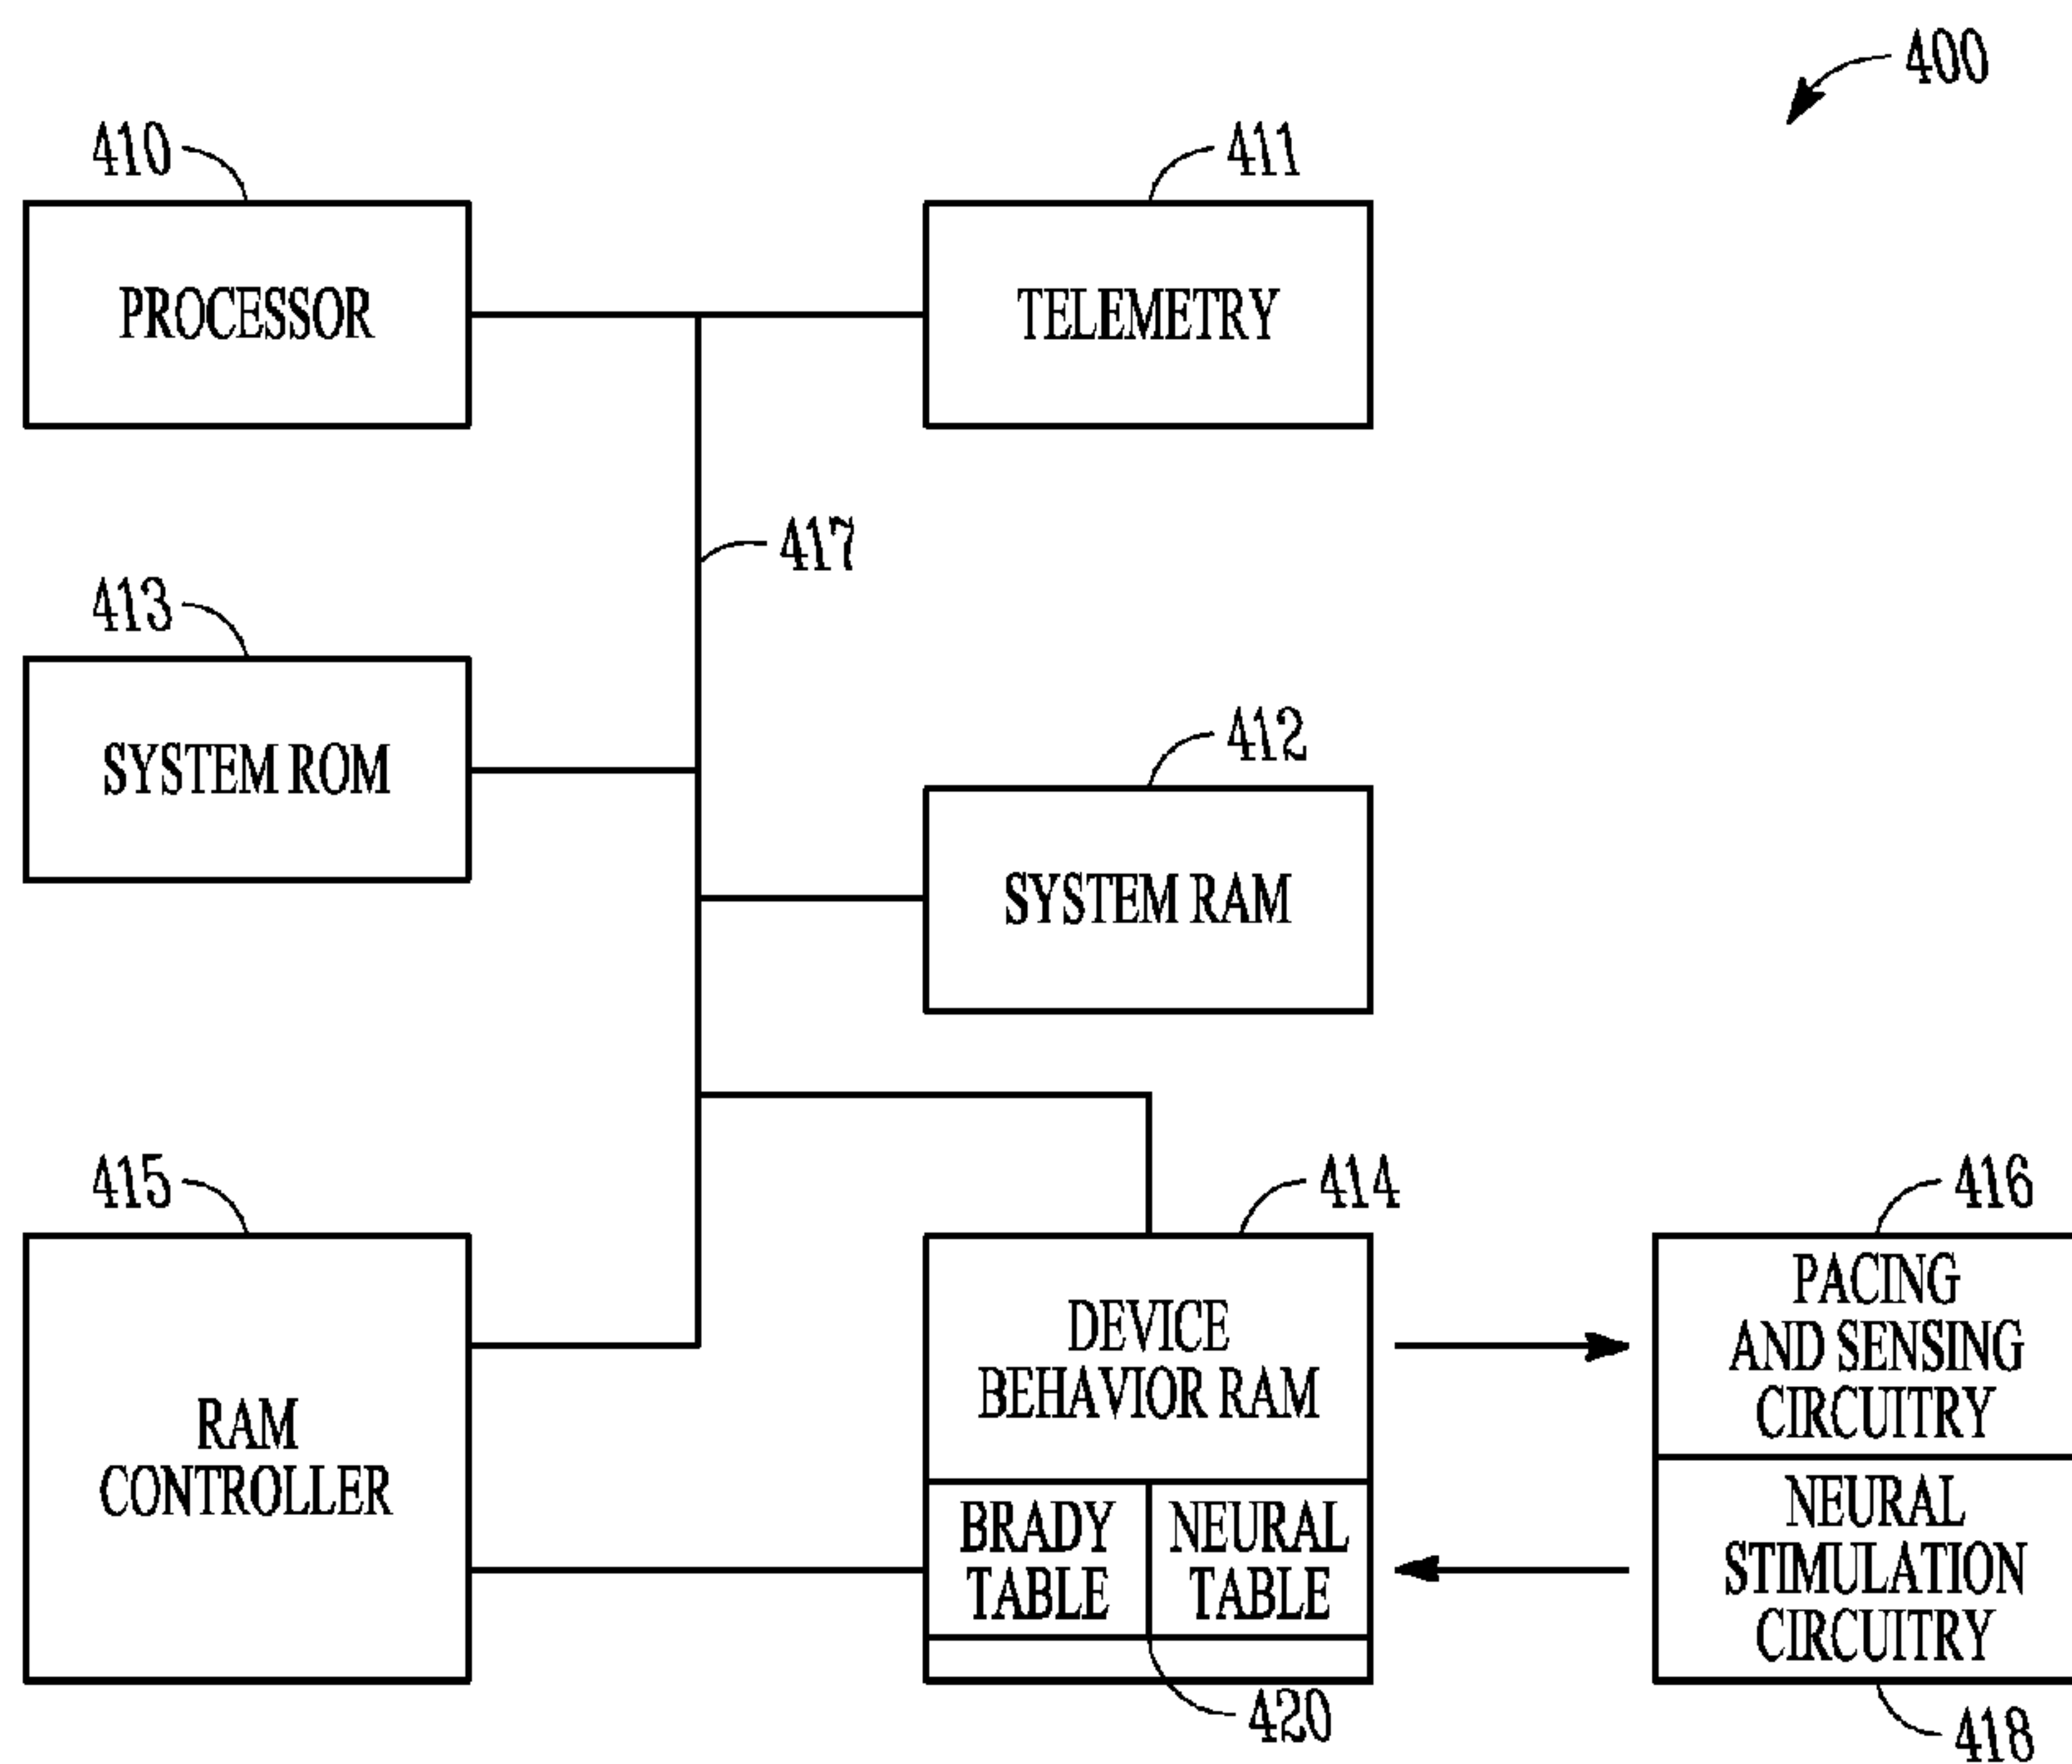 400
410
411
PROCESSOR
TELEMETRY
417
413
SYSTEM ROM
412
SYSTEM RAM
415
414
416
RAM
CONTROLLER
DEVICE
BEHAVIOR RAM
BRADY
TABLE
NEURAL
TABLE
420
PACING
AND SENSING
CIRCUITRY
NEURAL
STIMULATION
CIRCUITRY
418